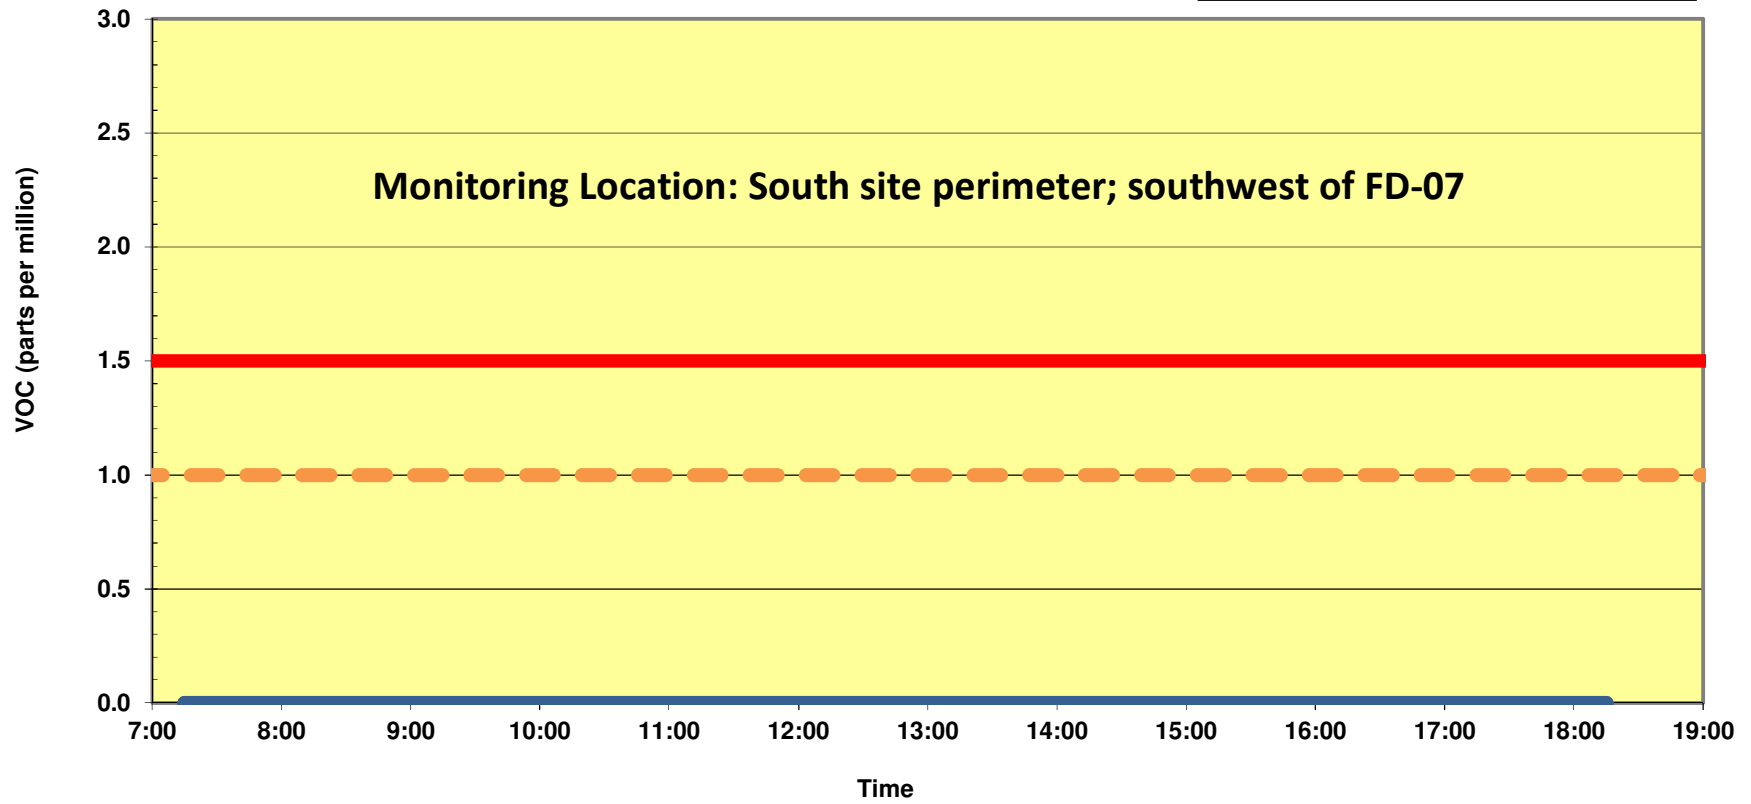 3.0
2.5
Monitoring Location: South site perimeter; southwest of FD-07
2.0
VOC (parts per million)
1.5
1.0
0.5
0.0
7:00 8:00 9:00 10:00 11:00 12:00 13:00 14:00 15:00 16:00 17:00 18:00 19:00
Time